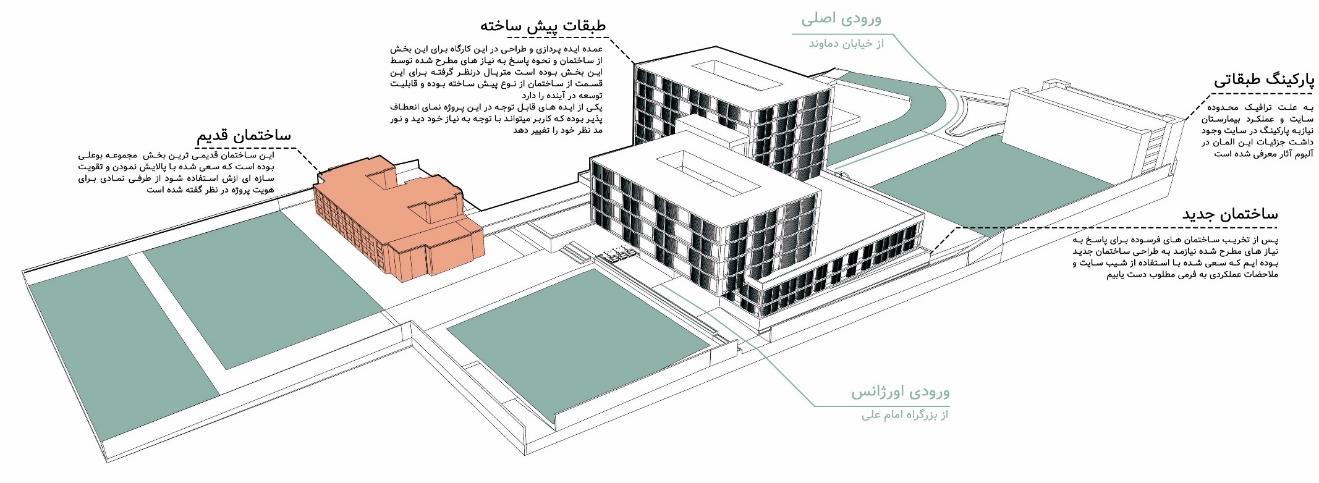 ورودی اصلی
از خیابان دماوند
طبقات پیش ساخته
عمده ایده پردازی و طراحی در این کارگاه برای این بخش
از ساختمان و نحوه پاسخ به نیاز های مطرح شده توسط
این بخش بوده است متریال درنظر گرفته برای این
قسمت از ساختمان از نوع پیش ساخته بوده و قابلیت
توسعه در آینده را دارد
یکی از ایده های قابل توجه در این پروژه نمای انعطاف
پذیر بوده که کاربر میتواند با توجه به نیاز خود دید و نور
مد نظر خود را تغییر دهد
پارکینگ طبقاتی
به علت ترافیک محدوده
سایت و عملکرد بیمارستان
نیازبه پارکینگ در سایت وجود
داشت جزئیات این المان در
آلبوم آثار معرفی شده است
ساختمان قدیم
این ساختمان قدیمی ترین بخش مجموعه بوعلی
بوده است که سعی شده با پالایش نمودن و تقویت
سازه ای ازش استفاده شود از طرفی نمادی برای
هویت پروژه در نظر گفته شده است
ساختمان جدید
پس از تخریب ساختمان های فرسوده برای پاسخ به
نیاز های مطرح شده نیازمد به طراحی ساختمان جدید
بوده ایم که سعی شده با استفاده از شیب سایت و
ملاحضات عملکردی به فرمی مطلوب دست یابیم
ورودی اورژانس
از بزرگراه امام علی